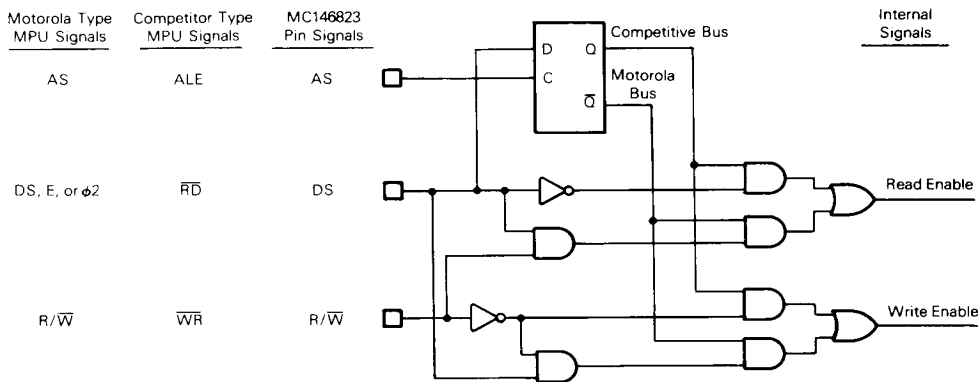 Motorola Type
MPU Signals
Competitor Type
MPU Signals
MC146823
Pin Signals
Internal
Signals
AS
ALE
AS
D
Q
C
Q̅
Competitive Bus
Motorola
Bus
DS, E, or ϕ2
R̅D̅
DS
Read Enable
R/W̅
W̅R̅
R/W̅
Write Enable